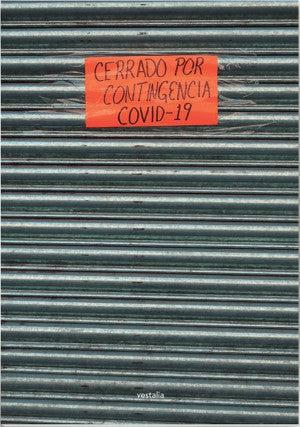 CERRADO POR
CONTINGENCIA
COVID-19
vestalia